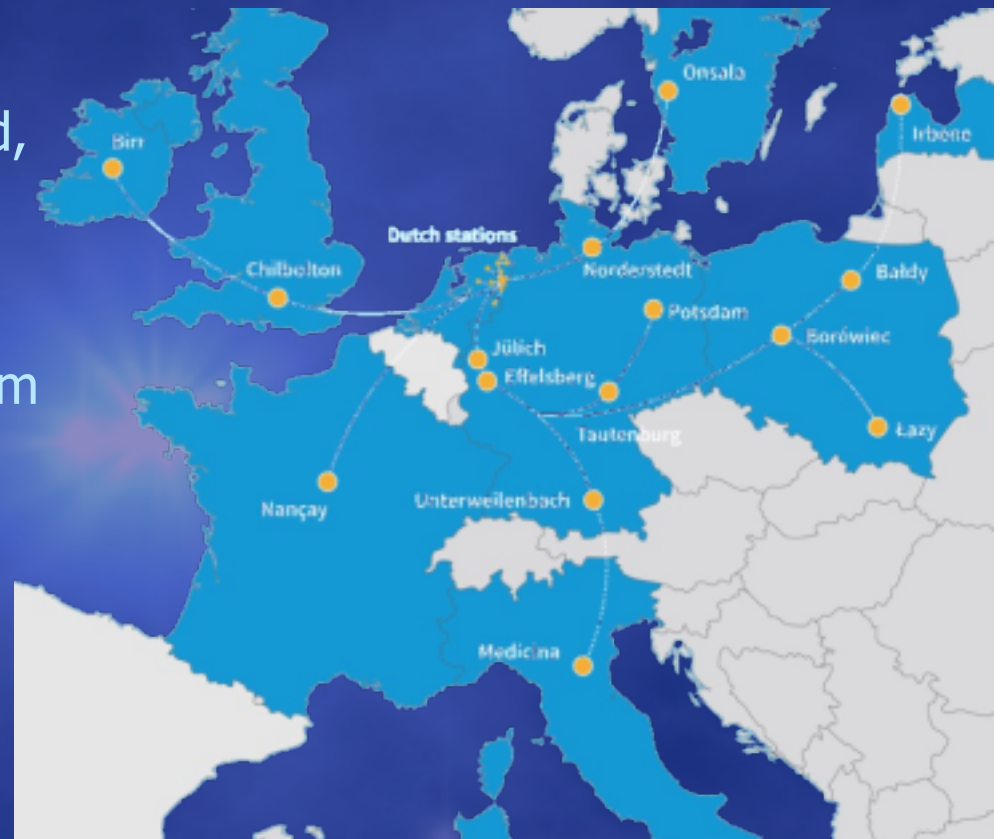 Onsala
d,
Irbene
Birr
Dutch stations
Chilbolton
Norderstedt
Bałdy
Potsdam
Borówiec
Jülich
Effelsberg
m
Łazy
Tautenburg
Unterweilenbach
Nançay
Medicina